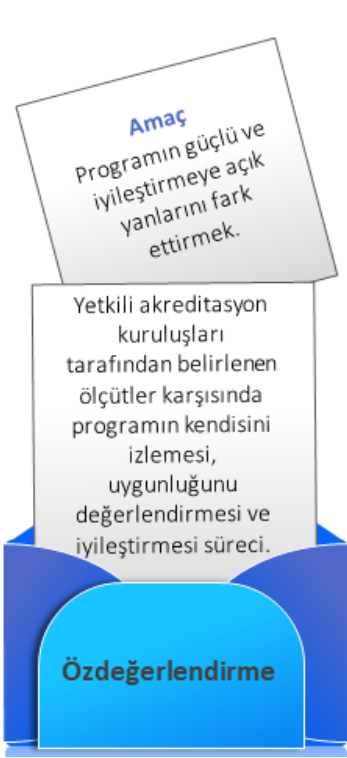 Amaç
Programın güçlü ve
iyileştirmeye açık
yanlarını fark
ettirmek.
Yetkili akreditasyon
kuruluşları
tarafından belirlenen
ölçütler karşısında
programın kendisini
izlemesi,
uygunluğunu
değerlendirmesi ve
iyileştirmesi süreci.
Özdeğerlendirme